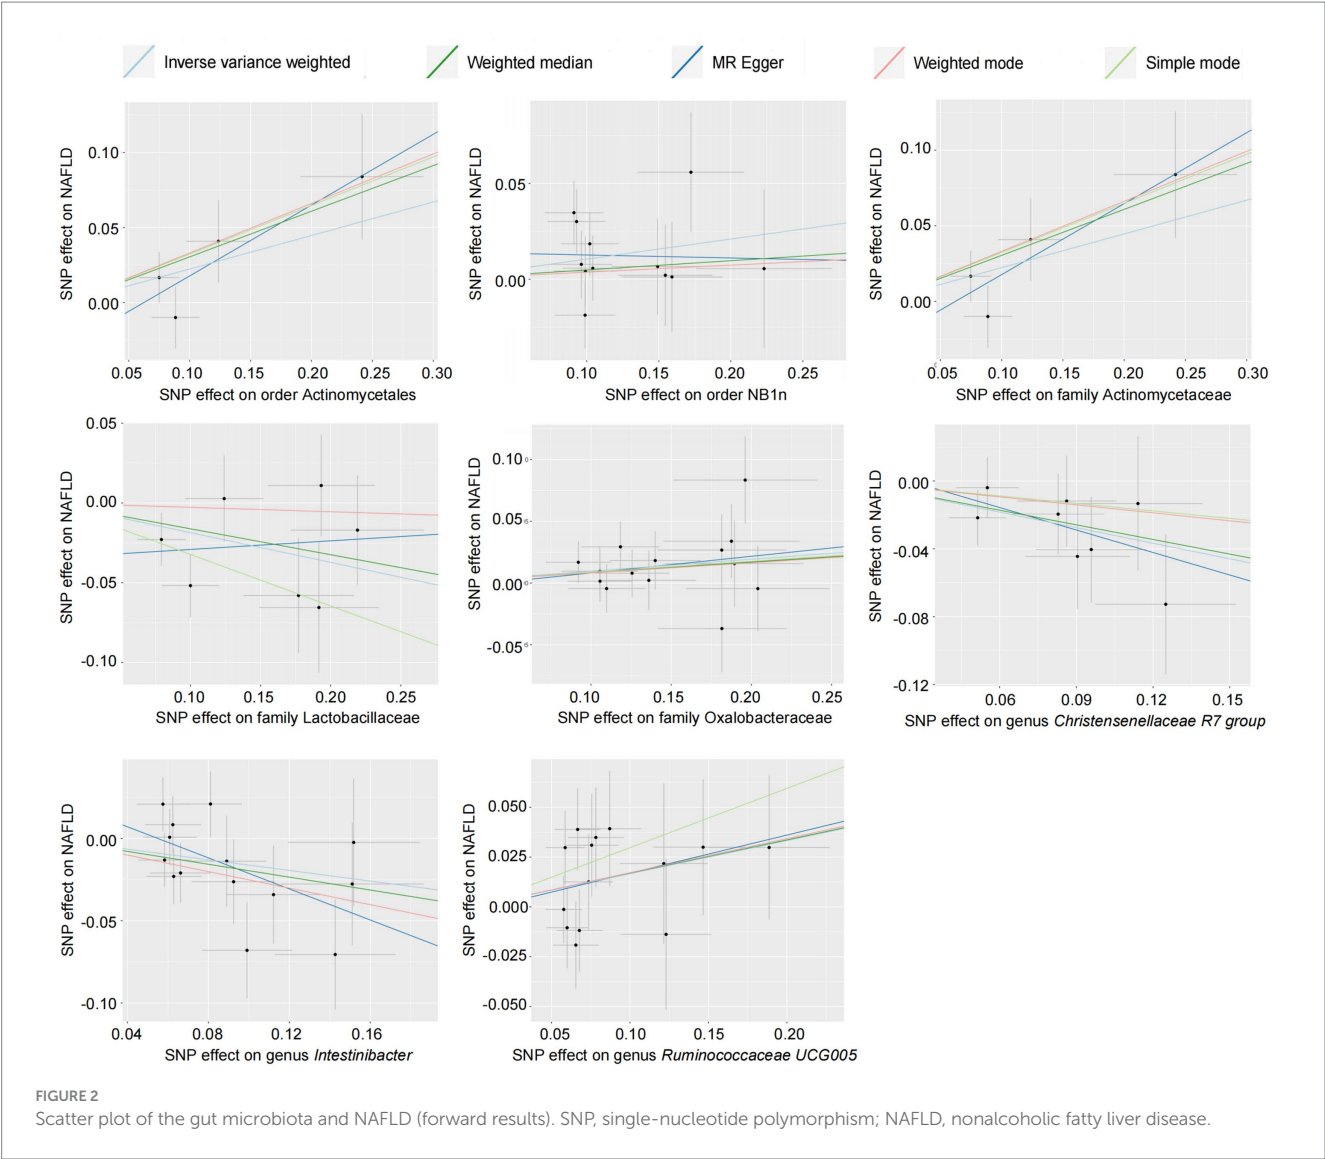 Inverse variance weighted Weighted median MR Egger Weighted mode Simple mode
SNP effect on NAFLD
0.10
0.05
0.00
0.05 0.10 0.15 0.20 0.25 0.30
SNP effect on order Actinomycetales
SNP effect on NAFLD
0.05
0.00
0.10 0.15 0.20 0.25
SNP effect on order NB1n
SNP effect on NAFLD
0.10
0.05
0.00
0.05 0.10 0.15 0.20 0.25 0.30
SNP effect on family Actinomycetaceae
SNP effect on NAFLD
0.05
0.00
-0.05
-0.10
0.10 0.15 0.20 0.25
SNP effect on family Lactobacillaceae
SNP effect on NAFLD
0.10
0.05
0.00
-0.05
0.10 0.15 0.20 0.25
SNP effect on family Oxalobacteraceae
SNP effect on NAFLD
0.00
-0.04
-0.08
-0.12
0.06 0.09 0.12 0.15
SNP effect on genus Christensenellaceae R7 group
SNP effect on NAFLD
0.00
-0.05
-0.10
0.04 0.08 0.12 0.16
SNP effect on genus Intestinibacter
SNP effect on NAFLD
0.050
0.025
0.000
-0.025
-0.050
0.05 0.10 0.15 0.20
SNP effect on genus Ruminococcaceae UCG005
FIGURE 2
Scatter plot of the gut microbiota and NAFLD (forward results). SNP, single-nucleotide polymorphism; NAFLD, nonalcoholic fatty liver disease.